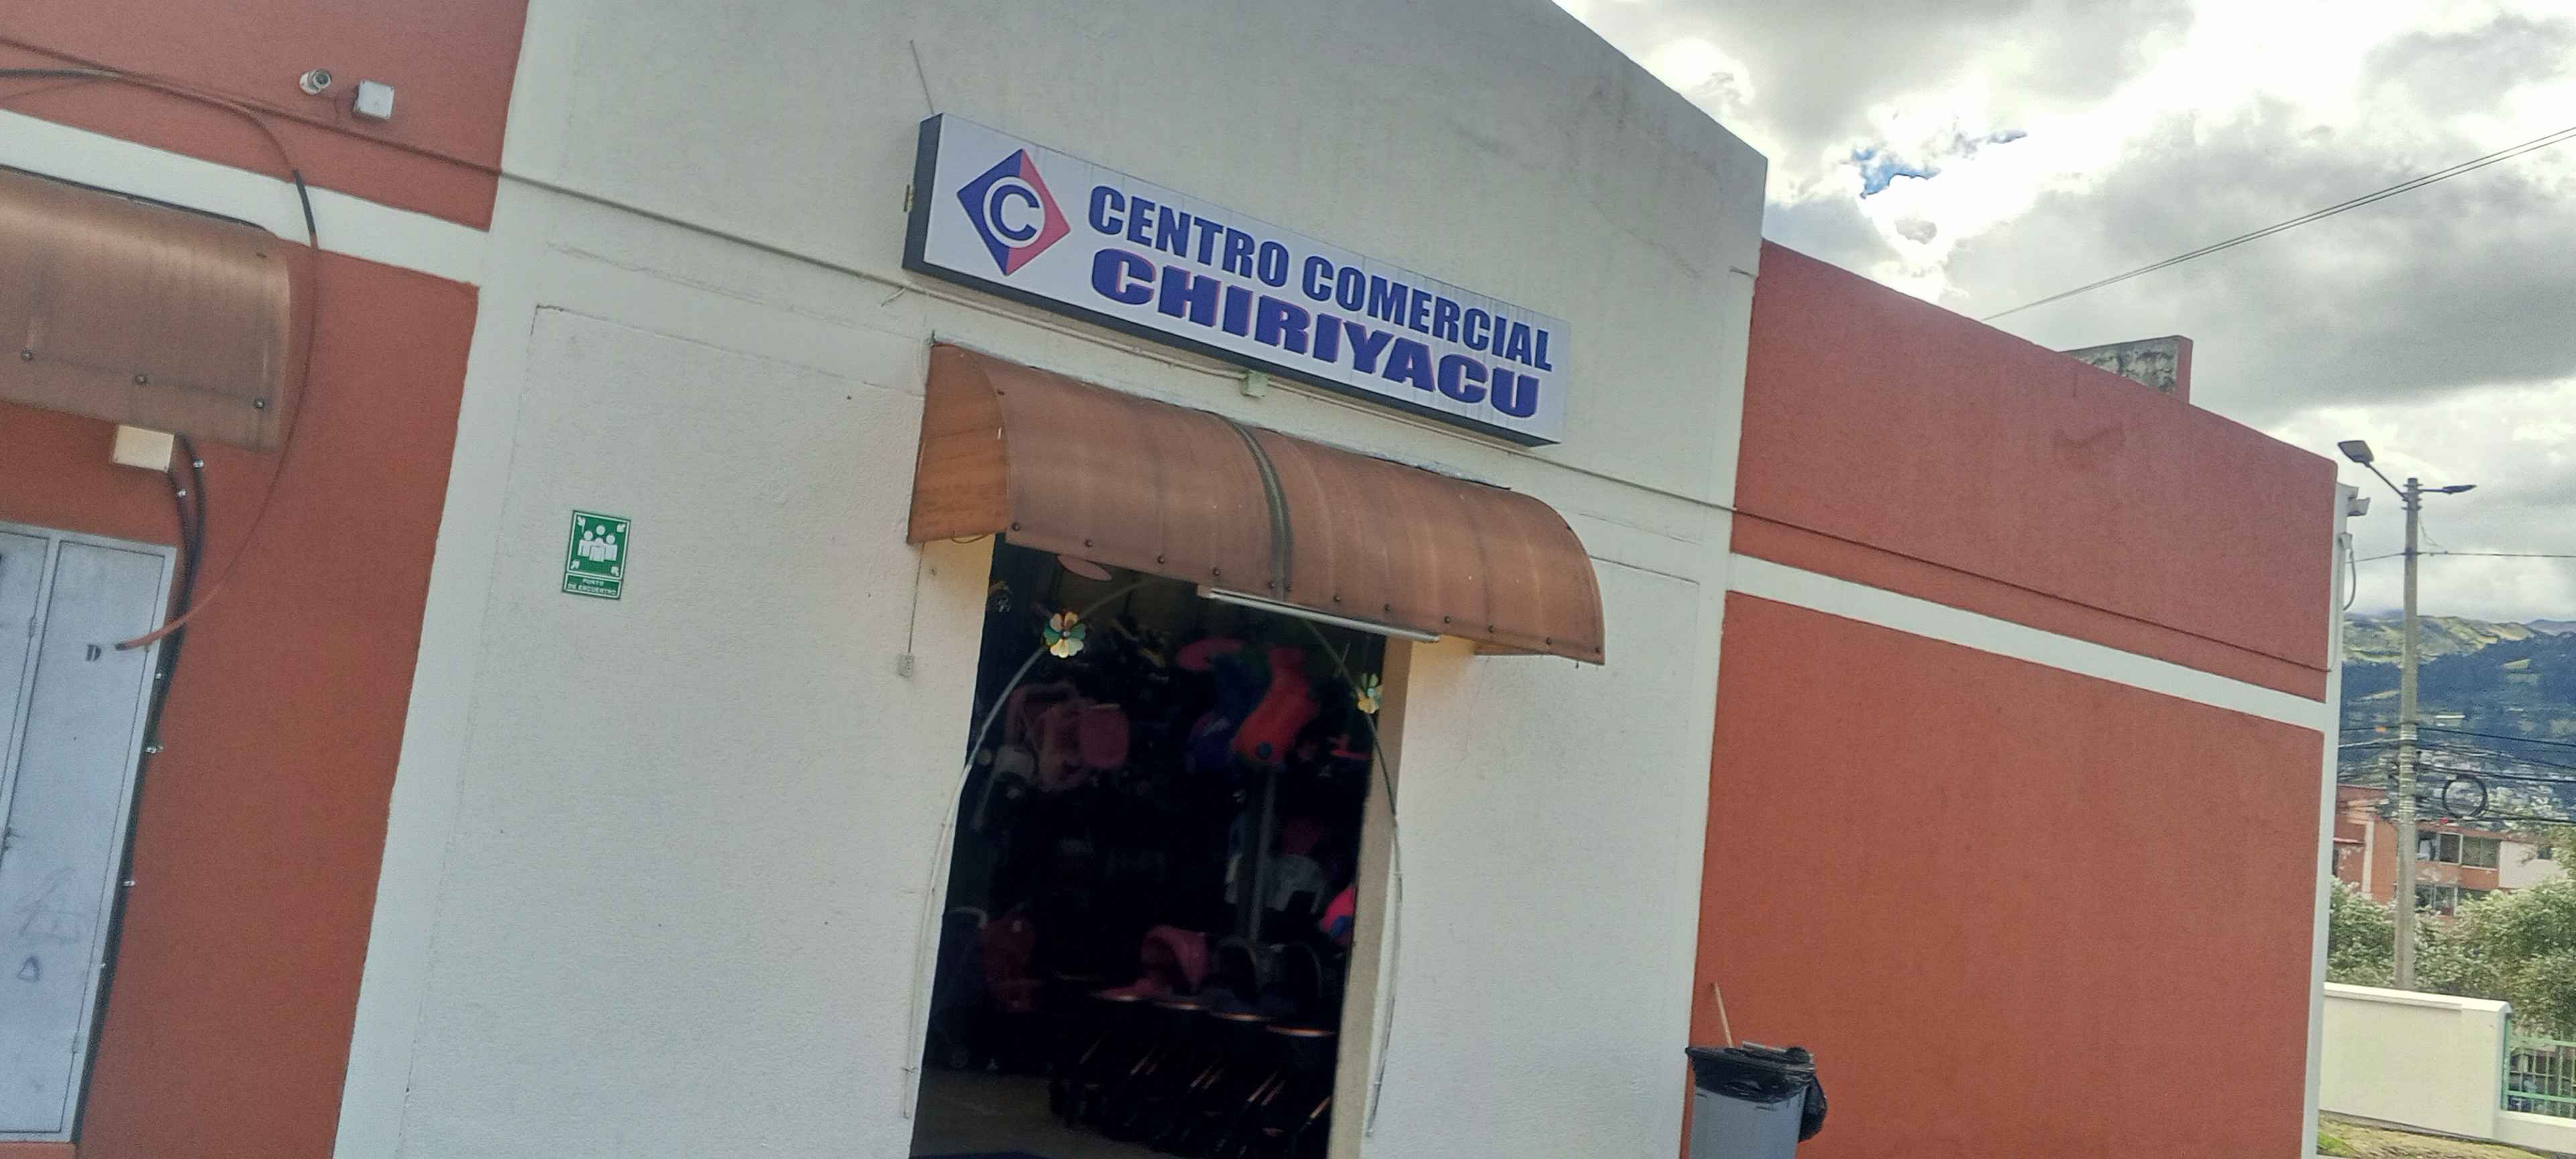 C
CENTRO COMERCIAL
CHIRIYACU
PUNTO
DE ENCUENTRO
D